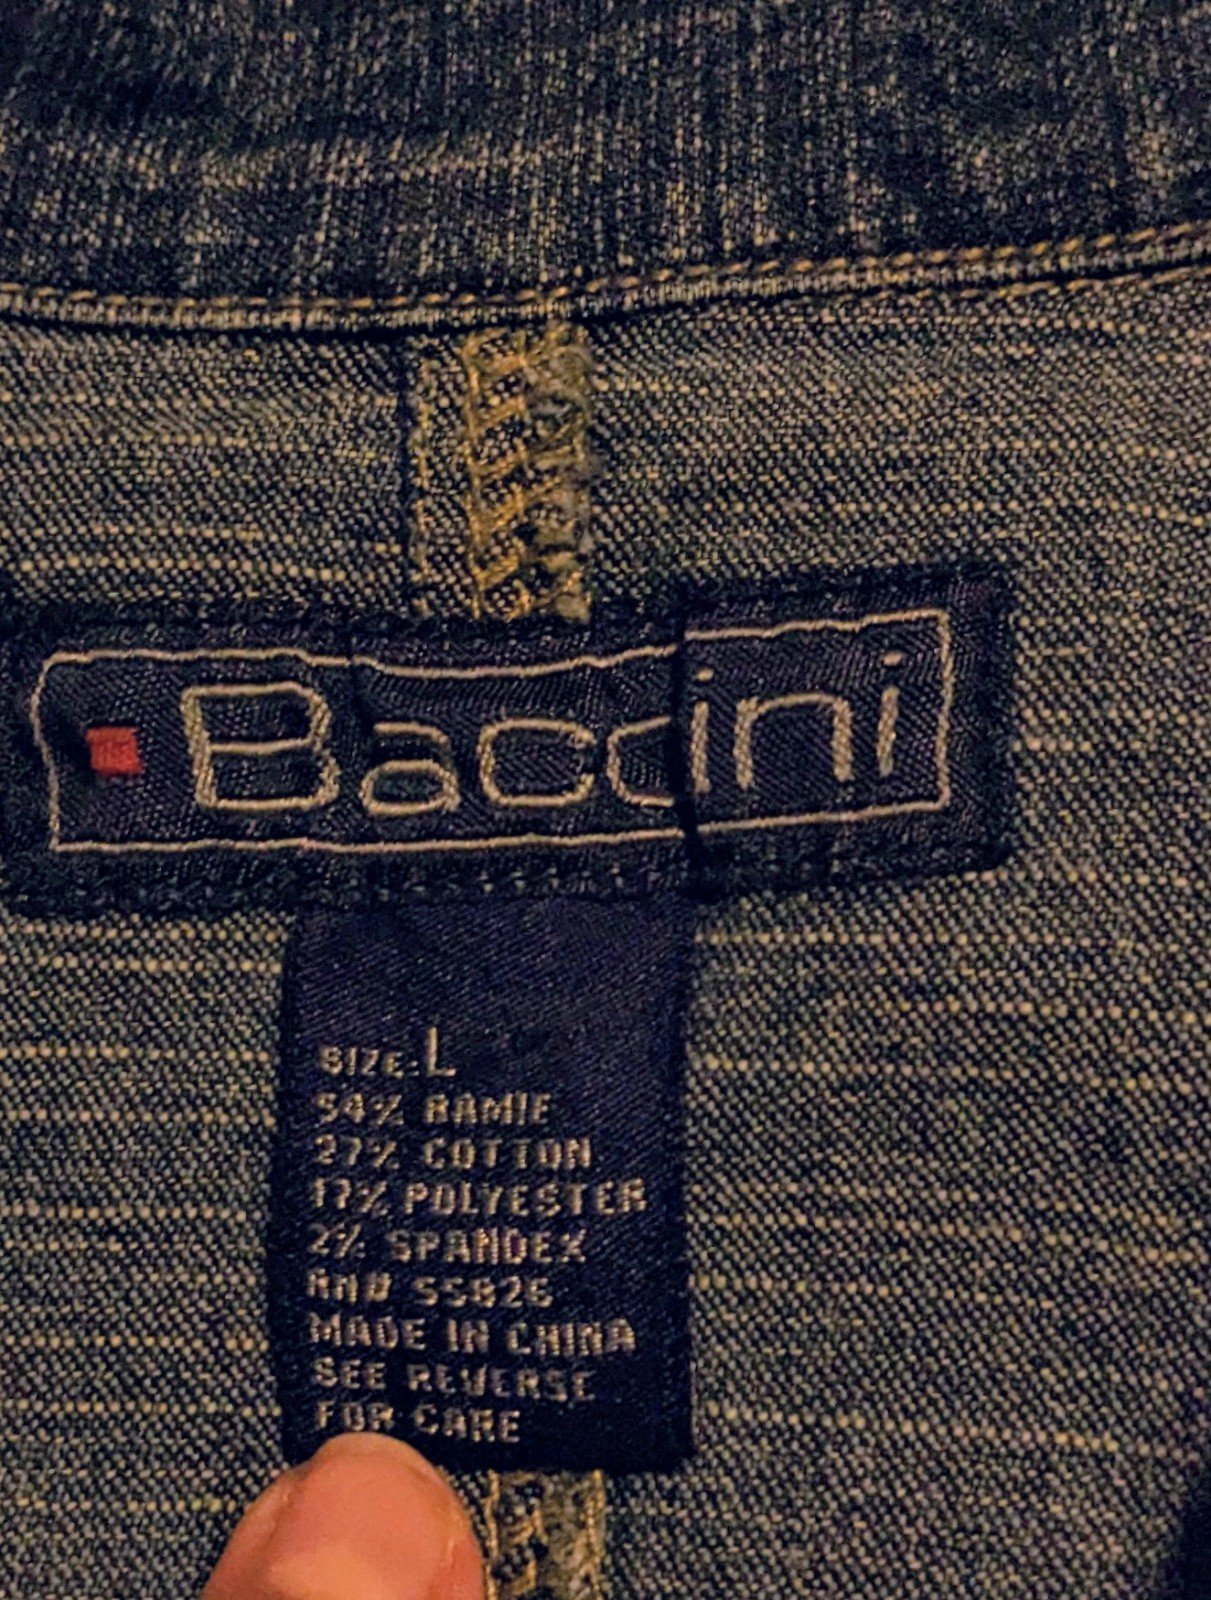 Baccini
SIZE: L
54% RAMIE
27% COTTON
17% POLYESTER
2% SPANDEX
RN# 55826
MADE IN CHINA
SEE REVERSE
FOR CARE